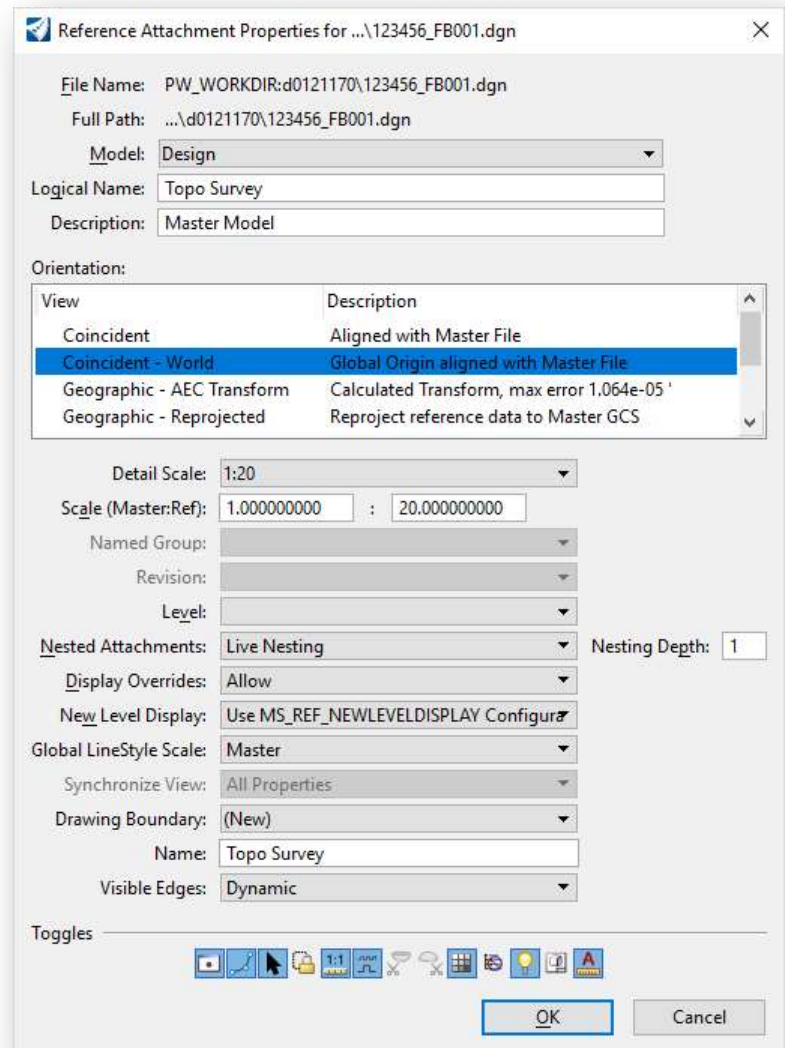 Reference Attachment Properties for ...\123456_FB001.dgn
File Name: PW_WORKDIR:d0121170\123456_FB001.dgn
Full Path: ...\d0121170\123456_FB001.dgn
Model: Design
Logical Name: Topo Survey
Description: Master Model
Orientation:
View Description
Coincident Aligned with Master File
Coincident - World Global Origin aligned with Master File
Geographic - AEC Transform Calculated Transform, max error 1.064e-05 '
Geographic - Reprojected Reproject reference data to Master GCS
Detail Scale: 1:20
Scale (Master:Ref): 1.000000000 : 20.000000000
Named Group:
Revision:
Level:
Nested Attachments: Live Nesting Nesting Depth: 1
Display Overrides: Allow
New Level Display: Use MS_REF_NEWLEVELDISPLAY Configura
Global LineStyle Scale: Master
Synchronize View: All Properties
Drawing Boundary: (New)
Name: Topo Survey
Visible Edges: Dynamic
Toggles
1:1 A
OK Cancel